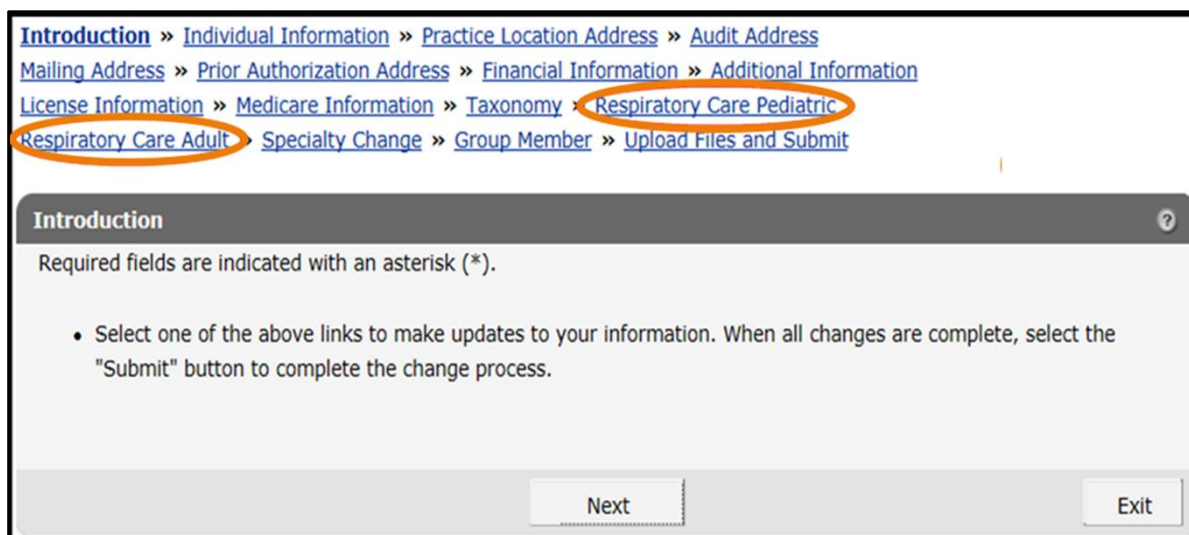 Introduction » Individual Information » Practice Location Address » Audit Address
Mailing Address » Prior Authorization Address » Financial Information » Additional Information
License Information » Medicare Information » Taxonomy » Respiratory Care Pediatric
Respiratory Care Adult » Specialty Change » Group Member » Upload Files and Submit
Introduction ?
Required fields are indicated with an asterisk (*).
• Select one of the above links to make updates to your information. When all changes are complete, select the
"Submit" button to complete the change process.
Next Exit